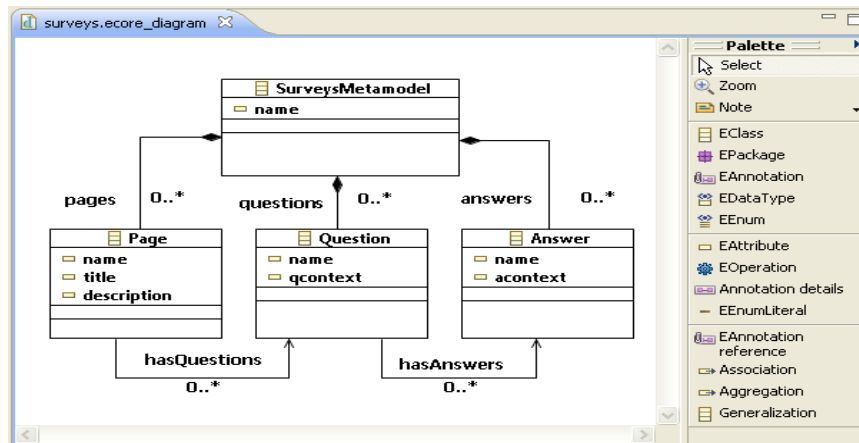 surveys.ecore_diagram
SurveysMetamodel
name
pages
0..*
questions
0..*
answers
0..*
Page
name
title
description
Question
name
qcontext
Answer
name
acontext
hasQuestions
0..*
hasAnswers
0..*
Palette
Select
Zoom
Note
EClass
EPackage
EAnnotation
EDataType
EEnum
EAttribute
EOperation
Annotation details
EEnumLiteral
EAnnotation
reference
Association
Aggregation
Generalization